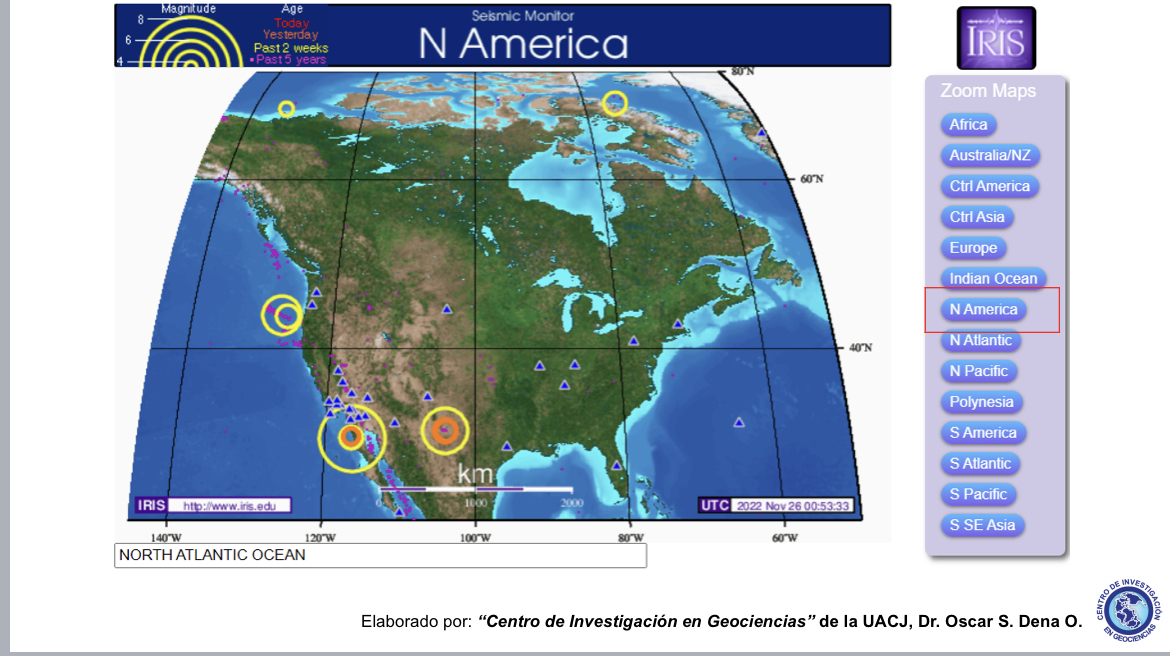 Magnitude
8
6
4
Age
Today
Yesterday
Past 2 weeks
Past 5 years
Seismic Monitor
N America
IRIS
Zoom Maps
Africa
Australia/NZ
Ctrl America
Ctrl Asia
Europe
Indian Ocean
N America
N Atlantic
N Pacific
Polynesia
S America
S Atlantic
S Pacific
S SE Asia
80°N
60°N
40°N
km
0 1000 2000
IRIS http://www.iris.edu
UTC 2022 Nov 26 00:53:33
140°W 120°W 100°W 80°W 60°W
NORTH ATLANTIC OCEAN
Elaborado por: “Centro de Investigación en Geociencias” de la UACJ, Dr. Oscar S. Dena O.
CENTRO DE INVESTIGACIÓN
EN GEOCIENCIAS